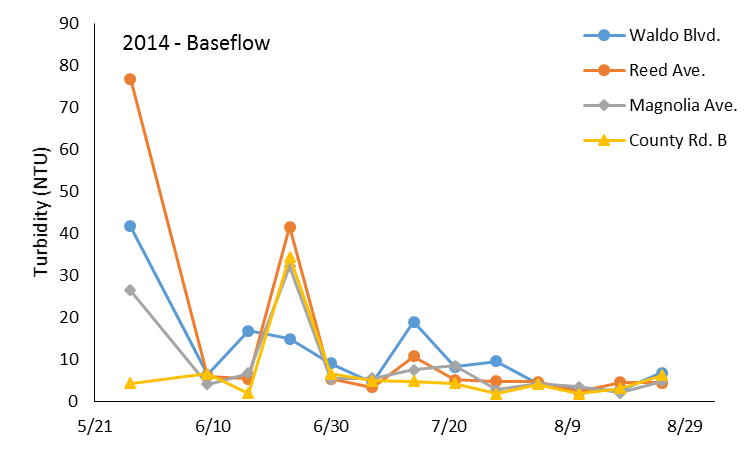 2014 - Baseflow
Waldo Blvd.
Reed Ave.
Magnolia Ave.
County Rd. B
Turbidity (NTU)
90
80
70
60
50
40
30
20
10
0
5/21 6/10 6/30 7/20 8/9 8/29